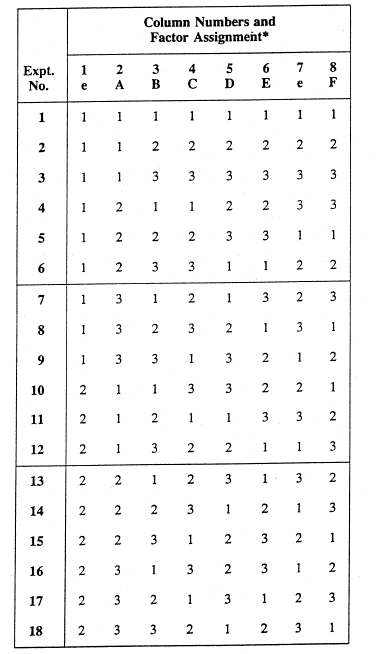 Column Numbers and
Factor Assignment*
Expt. 1 2 3 4 5 6 7 8
No. e A B C D E e F
1 1 1 1 1 1 1 1 1
2 1 1 2 2 2 2 2 2
3 1 1 3 3 3 3 3 3
4 1 2 1 1 2 2 3 3
5 1 2 2 2 3 3 1 1
6 1 2 3 3 1 1 2 2
7 1 3 1 2 1 3 2 3
8 1 3 2 3 2 1 3 1
9 1 3 3 1 3 2 1 2
10 2 1 1 3 3 2 2 1
11 2 1 2 1 1 3 3 2
12 2 1 3 2 2 1 1 3
13 2 2 1 2 3 1 3 2
14 2 2 2 3 1 2 1 3
15 2 2 3 1 2 3 2 1
16 2 3 1 3 2 3 1 2
17 2 3 2 1 3 1 2 3
18 2 3 3 2 1 2 3 1